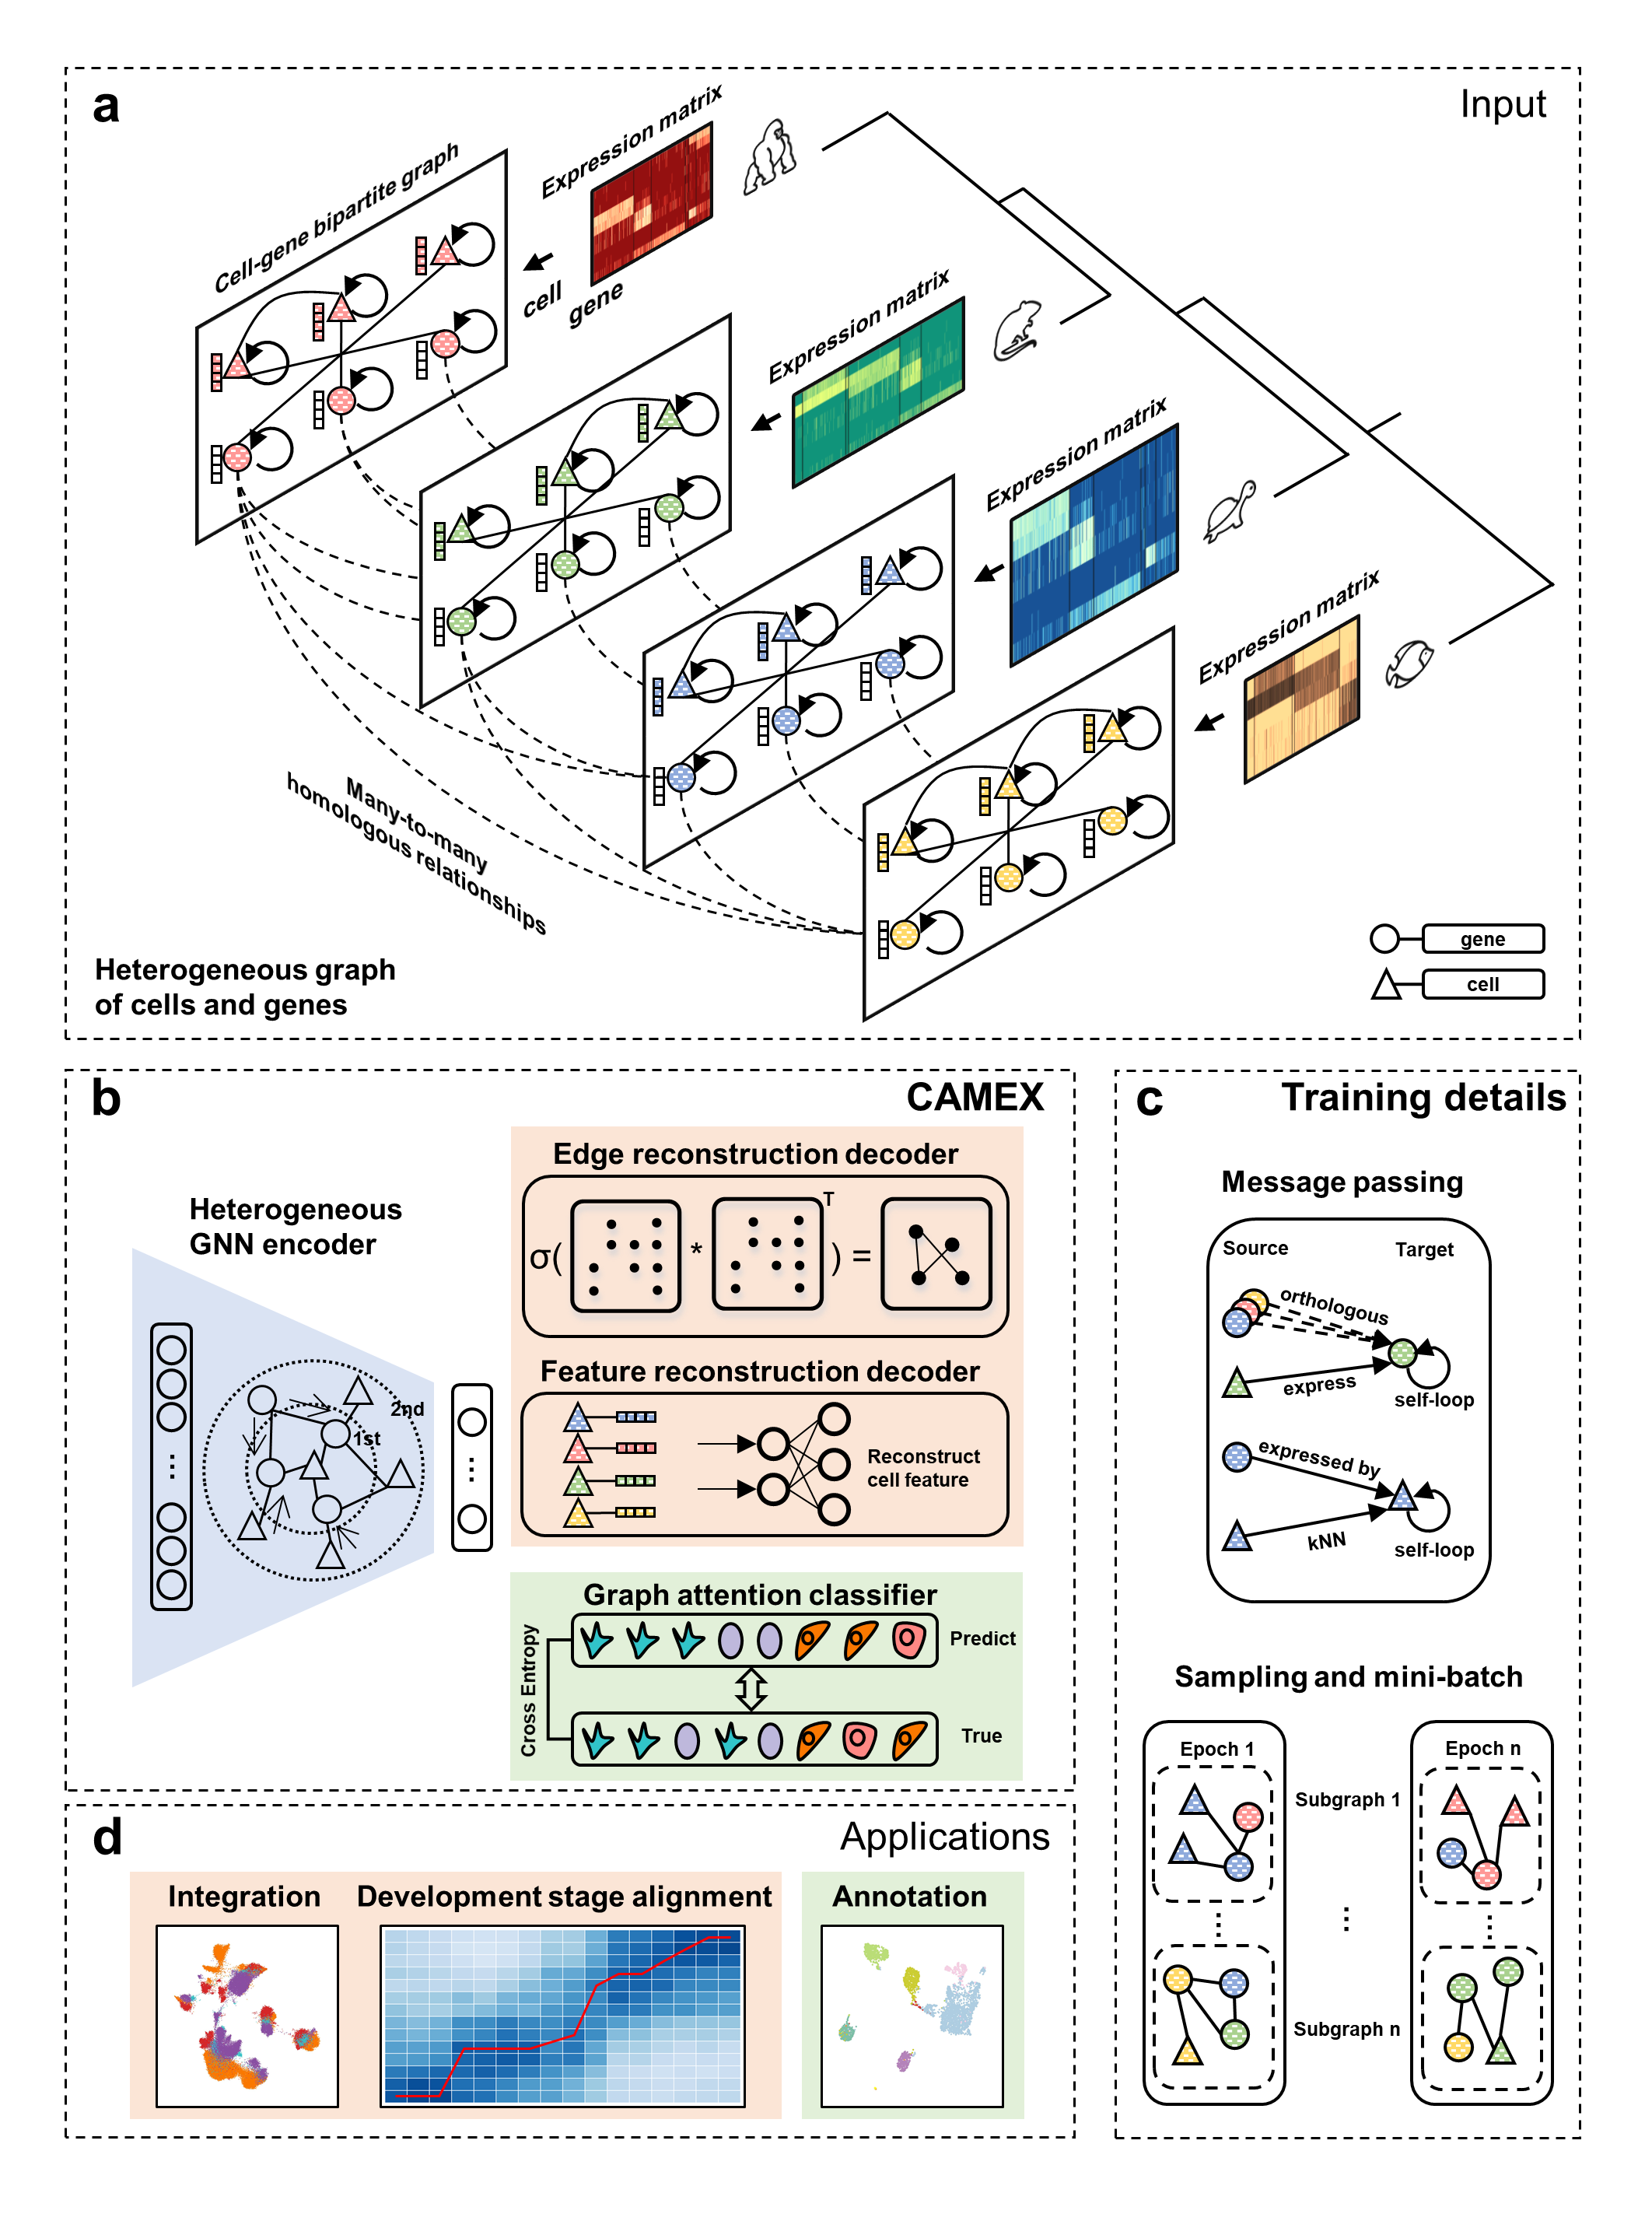 a
Input
Cell-gene bipartite graph
Expression matrix
cell
gene
Expression matrix
Expression matrix
Expression matrix
Many-to-many
homologous relationships
Heterogeneous graph
of cells and genes
gene
cell
b
CAMEX
Heterogeneous
GNN encoder
2nd
1st
Edge reconstruction decoder
σ( * T ) =
Feature reconstruction decoder
Reconstruct
cell feature
Graph attention classifier
Cross Entropy
Predict
True
c
Training details
Message passing
Source
Target
orthologous
express
self-loop
expressed by
kNN
self-loop
Sampling and mini-batch
Epoch 1
Epoch n
Subgraph 1
Subgraph n
d
Applications
Integration
Development stage alignment
Annotation